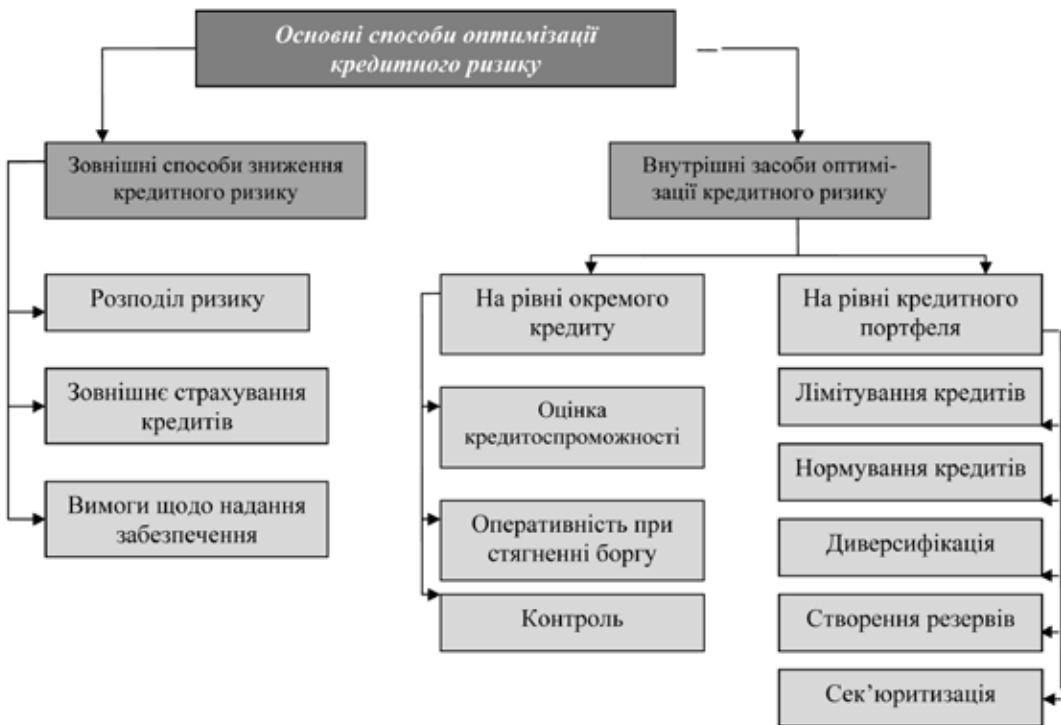 Основні способи оптимізації
кредитного ризику
Зовнішні способи зниження
кредитного ризику
Розподіл ризику
Зовнішнє страхування
кредитів
Вимоги щодо надання
забезпечення
Внутрішні засоби оптимі-
зації кредитного ризику
На рівні окремого
кредиту
Оцінка
кредитоспроможності
Оперативність при
стягненні боргу
Контроль
На рівні кредитного
портфеля
Лімітування кредитів
Нормування кредитів
Диверсифікація
Створення резервів
Сек’юритизація